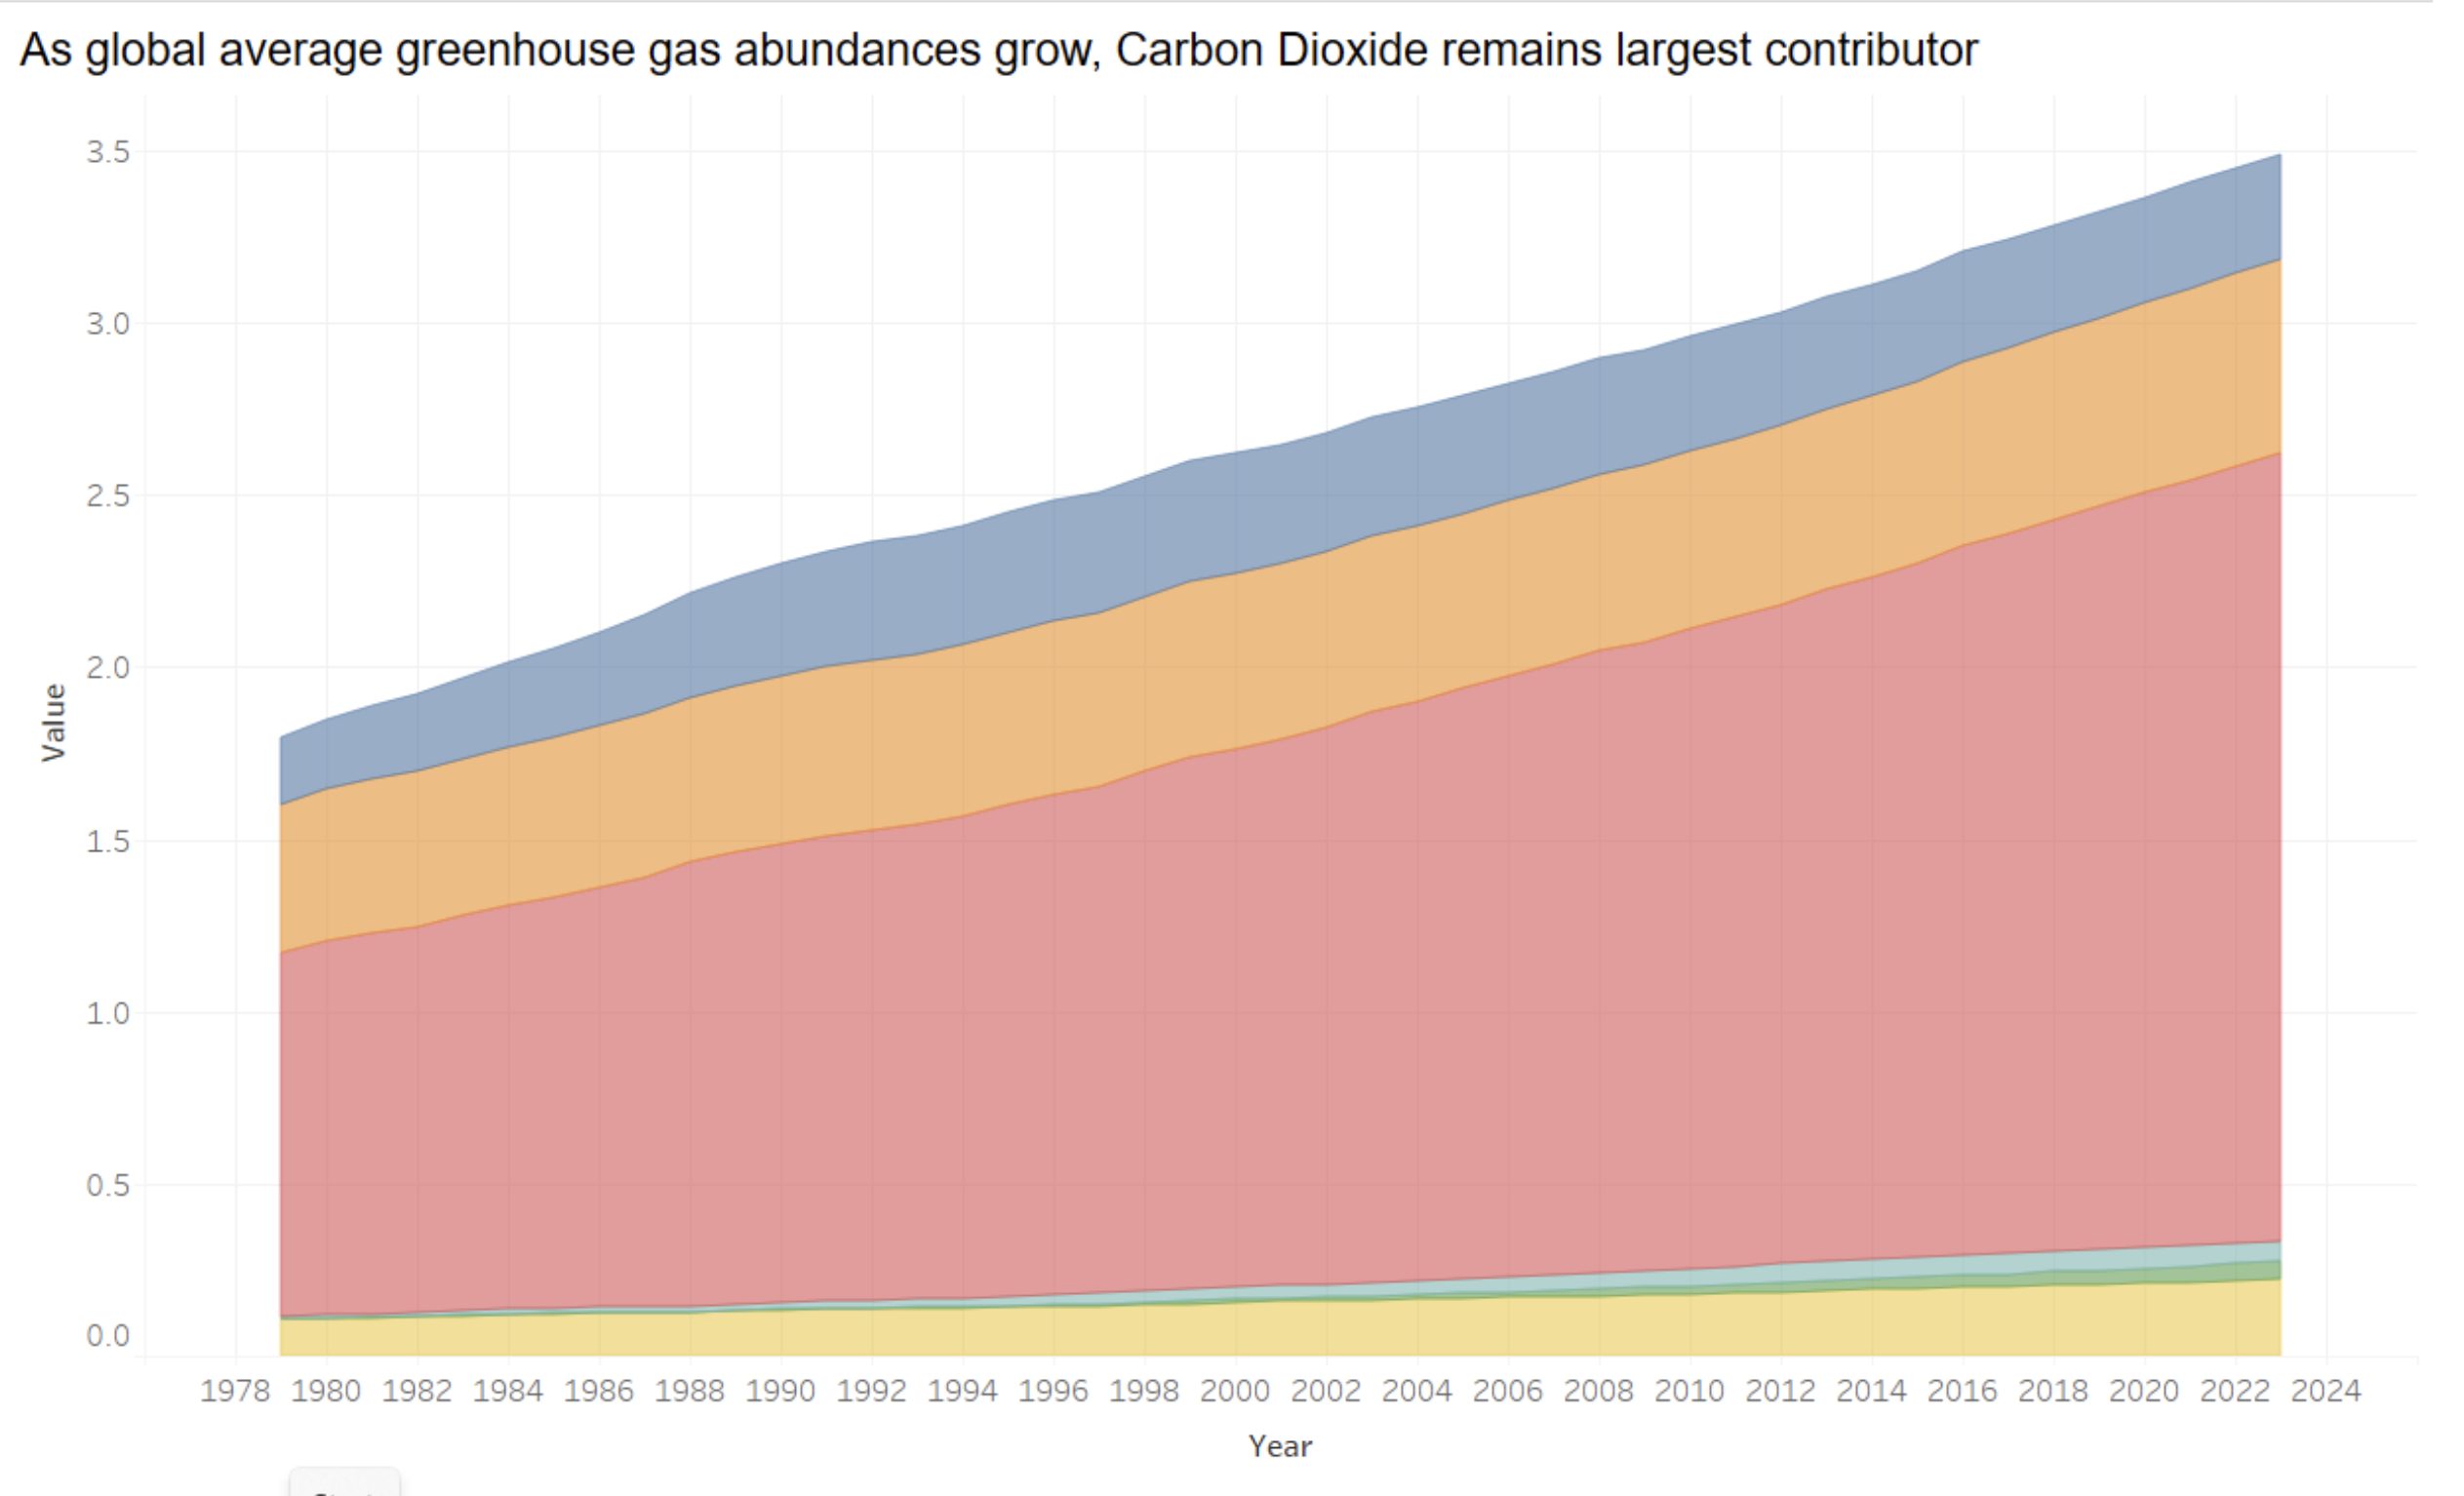 As global average greenhouse gas abundances grow, Carbon Dioxide remains largest contributor
3.5
3.0
2.5
2.0
Value
1.5
1.0
0.5
0.0
1978 1980 1982 1984 1986 1988 1990 1992 1994 1996 1998 2000 2002 2004 2006 2008 2010 2012 2014 2016 2018 2020 2022 2024
Year